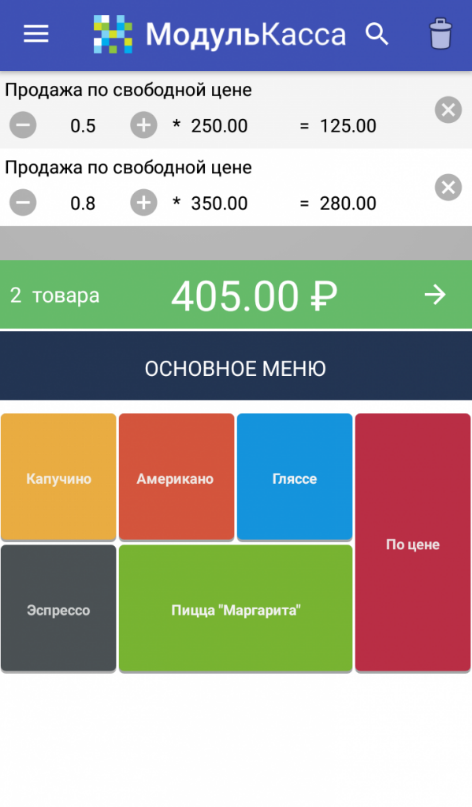 МодульКасса
Продажа по свободной цене
0.5 * 250.00 = 125.00
Продажа по свободной цене
0.8 * 350.00 = 280.00
2 товара 405.00 ₽
ОСНОВНОЕ МЕНЮ
Капучино Американо Гляссе
По цене
Эспрессо Пицца "Маргарита"